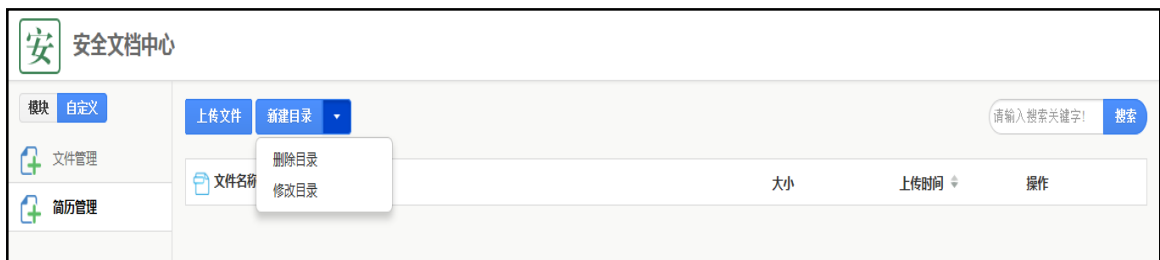 安 安全文档中心
模块 自定义
上传文件 新建目录
请输入搜索关键字! 搜索
文件管理
简历管理
删除目录
修改目录
文件名称 大小 上传时间 操作